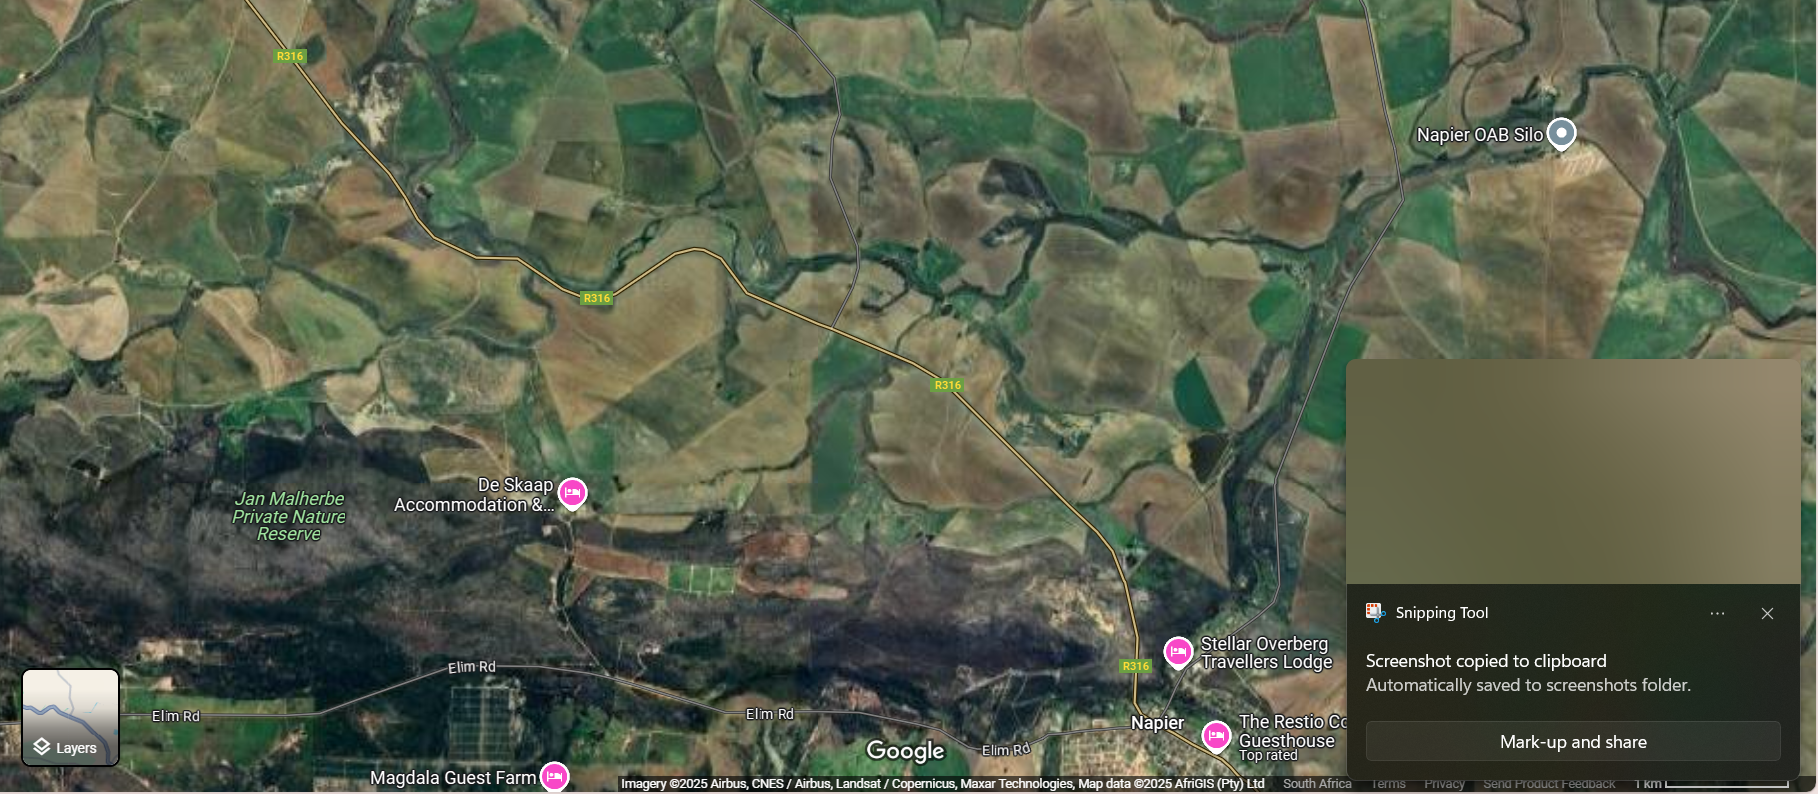 R316
Napier OAB Silo
R316
R316
De Skaap
Accommodation &...
Jan Malherbe
Private Nature
Reserve
Snipping Tool
Screenshot copied to clipboard
Automatically saved to screenshots folder.
Mark-up and share
Stellar Overberg
Travellers Lodge
R316
Elim Rd
Elim Rd
Elim Rd
Elim Rd
Napier
The Restio Co
Guesthouse
Top rated
Layers
Google
Magdala Guest Farm
Imagery ©2025 Airbus, CNES / Airbus, Landsat / Copernicus, Maxar Technologies, Map data ©2025 AfriGIS (Pty) Ltd South Africa Terms Privacy Send Product Feedback 1 km